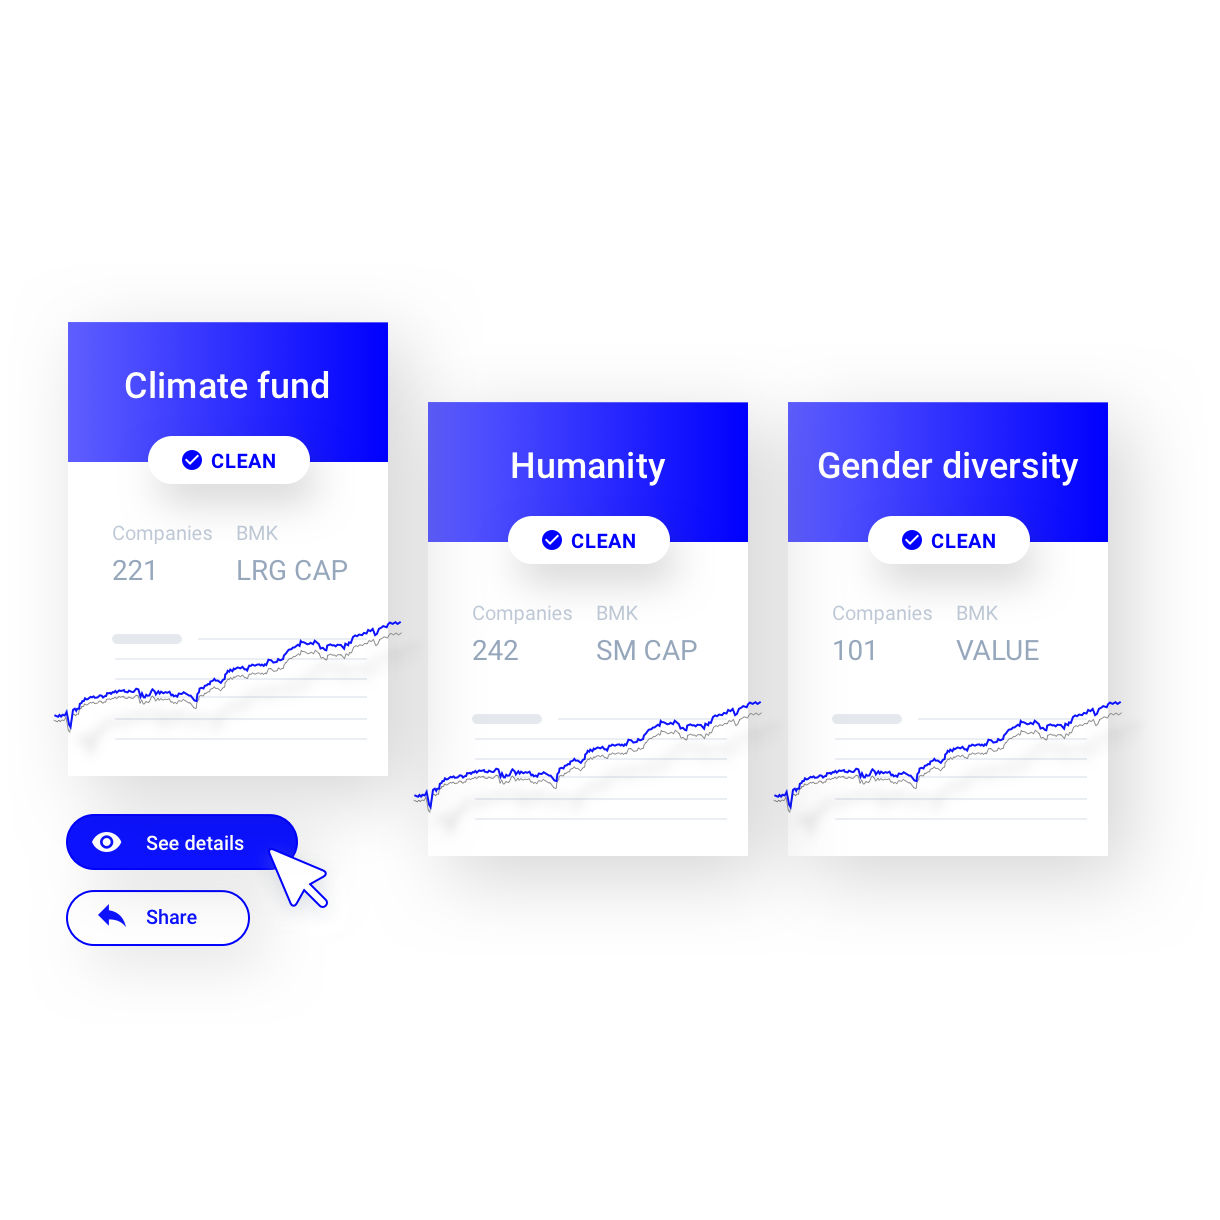 Climate fund
CLEAN
Companies BMK
221 LRG CAP
See details
Share
Humanity
CLEAN
Companies BMK
242 SM CAP
Gender diversity
CLEAN
Companies BMK
101 VALUE